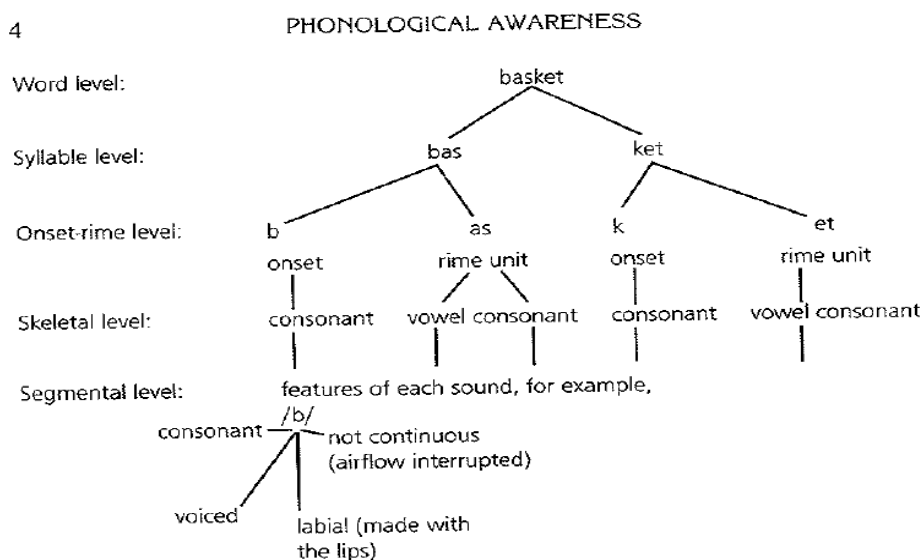 4 PHONOLOGICAL AWARENESS
Word level: basket
Syllable level: bas ket
Onset-rime level: b as k et
onset rime unit onset rime unit
Skeletal level: consonant vowel consonant consonant vowel consonant
Segmental level: features of each sound, for example,
/b/
consonant not continuous
(airflow interrupted)
voiced labial (made with
the lips)